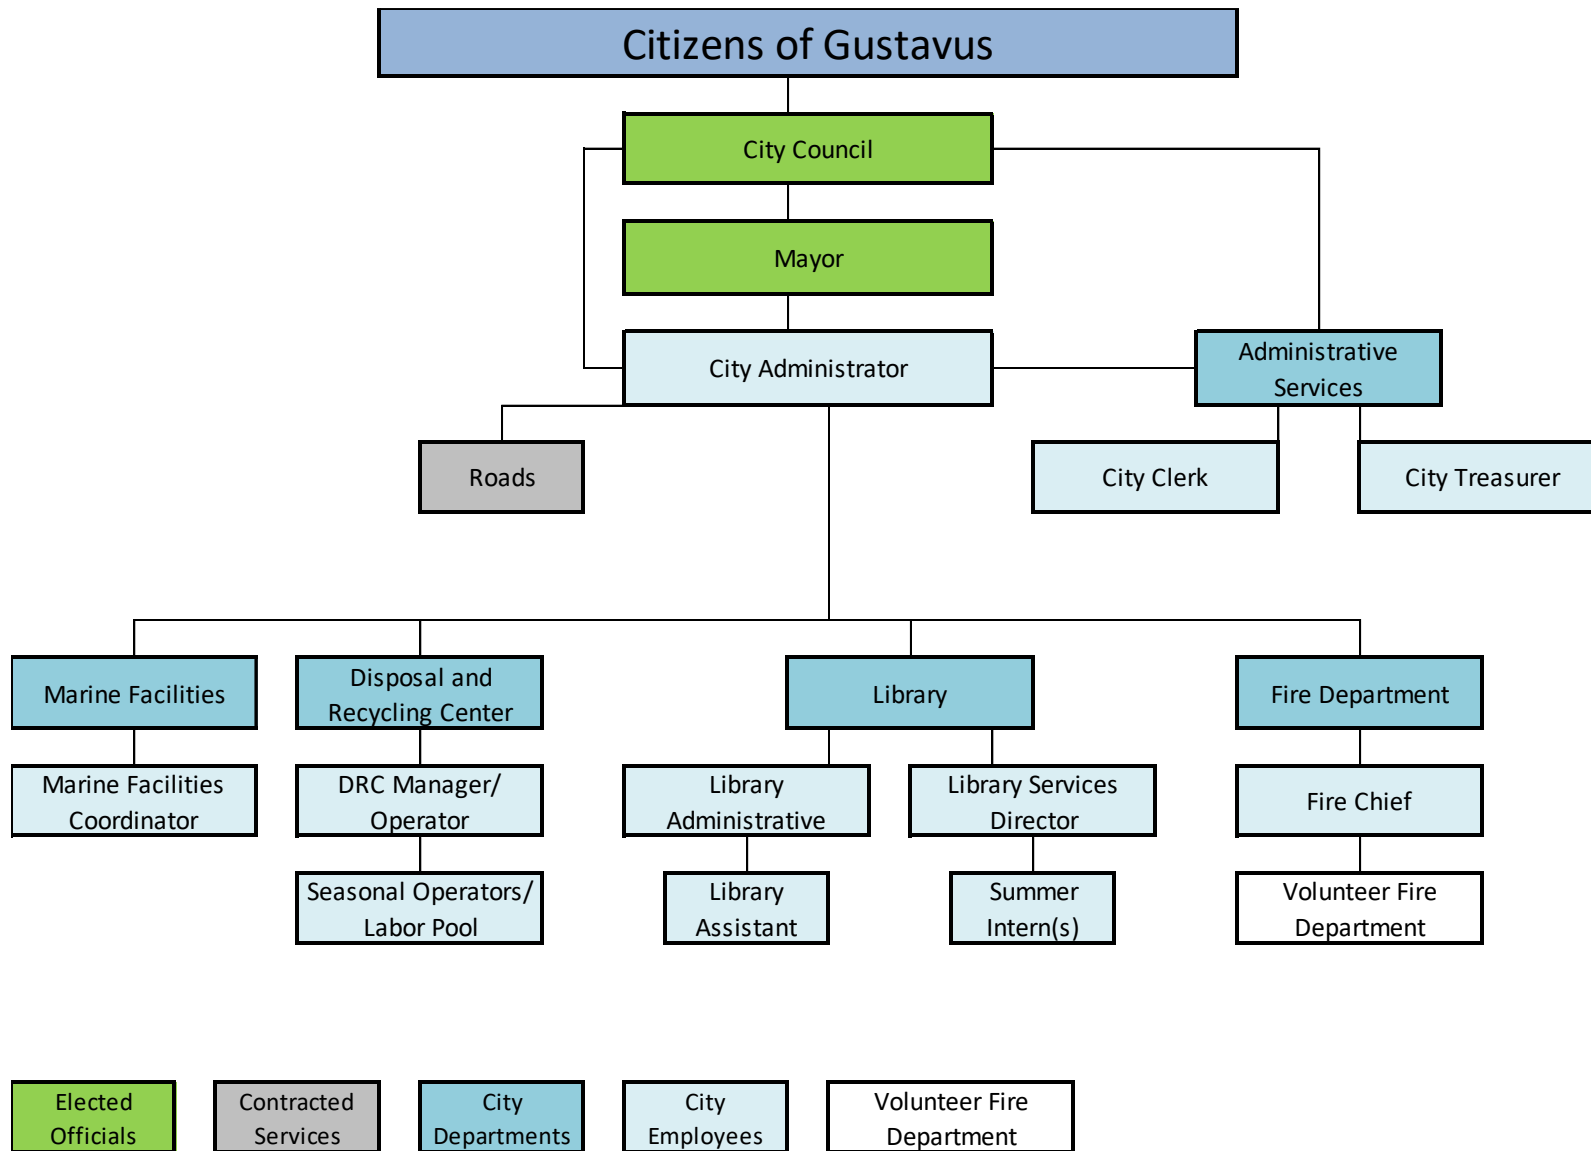 Citizens of Gustavus
City Council
Mayor
City Administrator
Administrative
Services
Roads
City Clerk
City Treasurer
Marine Facilities
Disposal and
Recycling Center
Library
Fire Department
Marine Facilities
Coordinator
DRC Manager/
Operator
Library
Administrative
Library Services
Director
Fire Chief
Seasonal Operators/
Labor Pool
Library
Assistant
Summer
Intern(s)
Volunteer Fire
Department
Elected
Officials
Contracted
Services
City
Departments
City
Employees
Volunteer Fire
Department